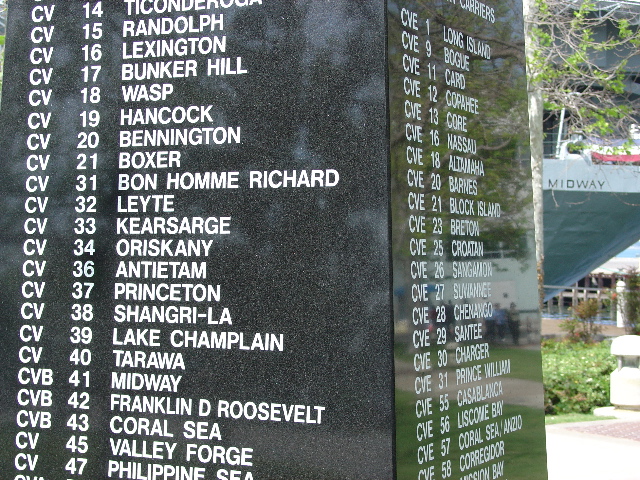 CV 14 TICONDEROGA
CV 15 RANDOLPH
CV 16 LEXINGTON
CV 17 BUNKER HILL
CV 18 WASP
CV 19 HANCOCK
CV 20 BENNINGTON
CV 21 BOXER
CV 31 BON HOMME RICHARD
CV 32 LEYTE
CV 33 KEARSARGE
CV 34 ORISKANY
CV 36 ANTIETAM
CV 37 PRINCETON
CV 38 SHANGRI-LA
CV 39 LAKE CHAMPLAIN
CV 40 TARAWA
CVB 41 MIDWAY
CVB 42 FRANKLIN D ROOSEVELT
CVB 43 CORAL SEA
CV 45 VALLEY FORGE
CV 47 PHILIPPINE SEA
CARRIERS
CVE 1 LONG ISLAND
CVE 9 BOGUE
CVE 11 CARD
CVE 12 COPAHEE
CVE 13 CORE
CVE 16 NASSAU
CVE 18 ALTAMAHA
CVE 20 BARNES
CVE 21 BLOCK ISLAND
CVE 23 BRETON
CVE 25 CROATAN
CVE 26 SANGAMON
CVE 27 SUWANNEE
CVE 28 CHENANGO
CVE 29 SANTEE
CVE 30 CHARGER
CVE 31 PRINCE WILLIAM
CVE 55 CASABLANCA
CVE 56 LISCOME BAY
CVE 57 CORAL SEA/ANZIO
CVE 58 CORREGIDOR
MISSION BAY
MIDWAY